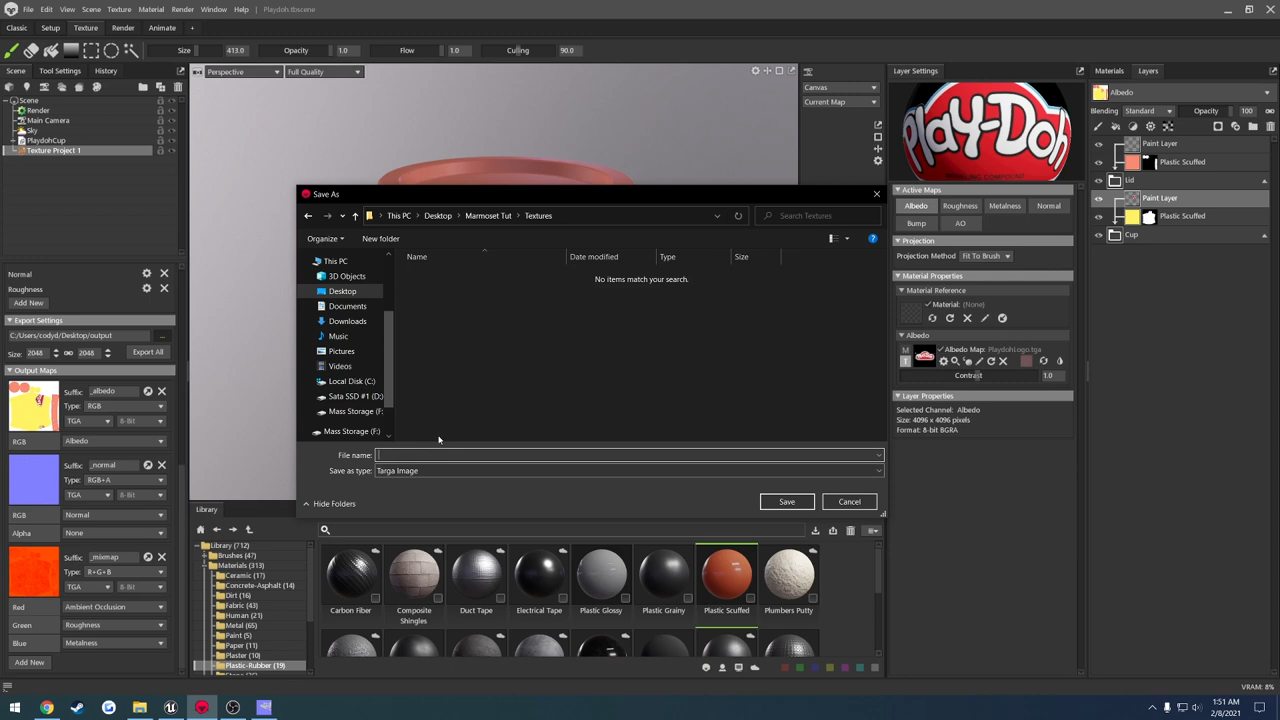 File Edit View Scene Texture Material Render Window Help Playdoh.tbscene
Classic Setup Texture Render Animate +
Size 413.0 Opacity 1.0 Flow 1.0 Culling 90.0
Scene Tool Settings History
Scene
Render
Main Camera
Sky
PlaydohCup
Texture Project 1
Normal
Roughness
Add New
Export Settings
C:/Users/codyd/Desktop/output ...
Size: 2048 2048 Export All
Output Maps
Suffic _albedo
Type: RGB
TGA 8-Bit
RGB Albedo
Suffic _normal
Type: RGB+A
TGA 8-Bit
RGB Normal
Alpha None
Suffic _mixmap
Type: R+G+B
TGA 8-Bit
Red Ambient Occlusion
Green Roughness
Blue Metalness
Add New
Perspective Full Quality
Canvas
Current Map
Save As
This PC Desktop Marmoset Tut Textures
Search Textures
Organize New folder
This PC
3D Objects
Desktop
Documents
Downloads
Music
Pictures
Videos
Local Disk (C:)
Sata SSD #1 (D:)
Mass Storage (F:
Mass Storage (F:)
Name Date modified Type Size
No items match your search.
File name:
Save as type: Targa Image
Hide Folders
Save Cancel
Library
Library (712)
Brushes (47)
Materials (313)
Ceramic (17)
Concrete-Asphalt (14)
Dirt (16)
Fabric (43)
Human (21)
Metal (65)
Paint (5)
Paper (11)
Plaster (10)
Plastic-Rubber (19)
Carbon Fiber
Composite Shingles
Duct Tape
Electrical Tape
Plastic Glossy
Plastic Grainy
Plastic Scuffed
Plumbers Putty
Layer Settings
Play-Doh
Active Maps
Albedo Roughness Metalness Normal
Bump AO
Projection
Projection Method Fit To Brush
Material Properties
Material Reference
Material: (None)
Albedo
M
T
Albedo Map: PlaydohLogo.tga
Contrast 1.0
Layer Properties
Selected Channel: Albedo
Size: 4096 x 4096 pixels
Format: 8-bit BGRA
Materials Layers
Albedo
Blending Standard Opacity 100
Paint Layer
Plastic Scuffed
Lid
Paint Layer
Plastic Scuffed
Cup
VRAM: 8%
1:51 AM
2/8/2021